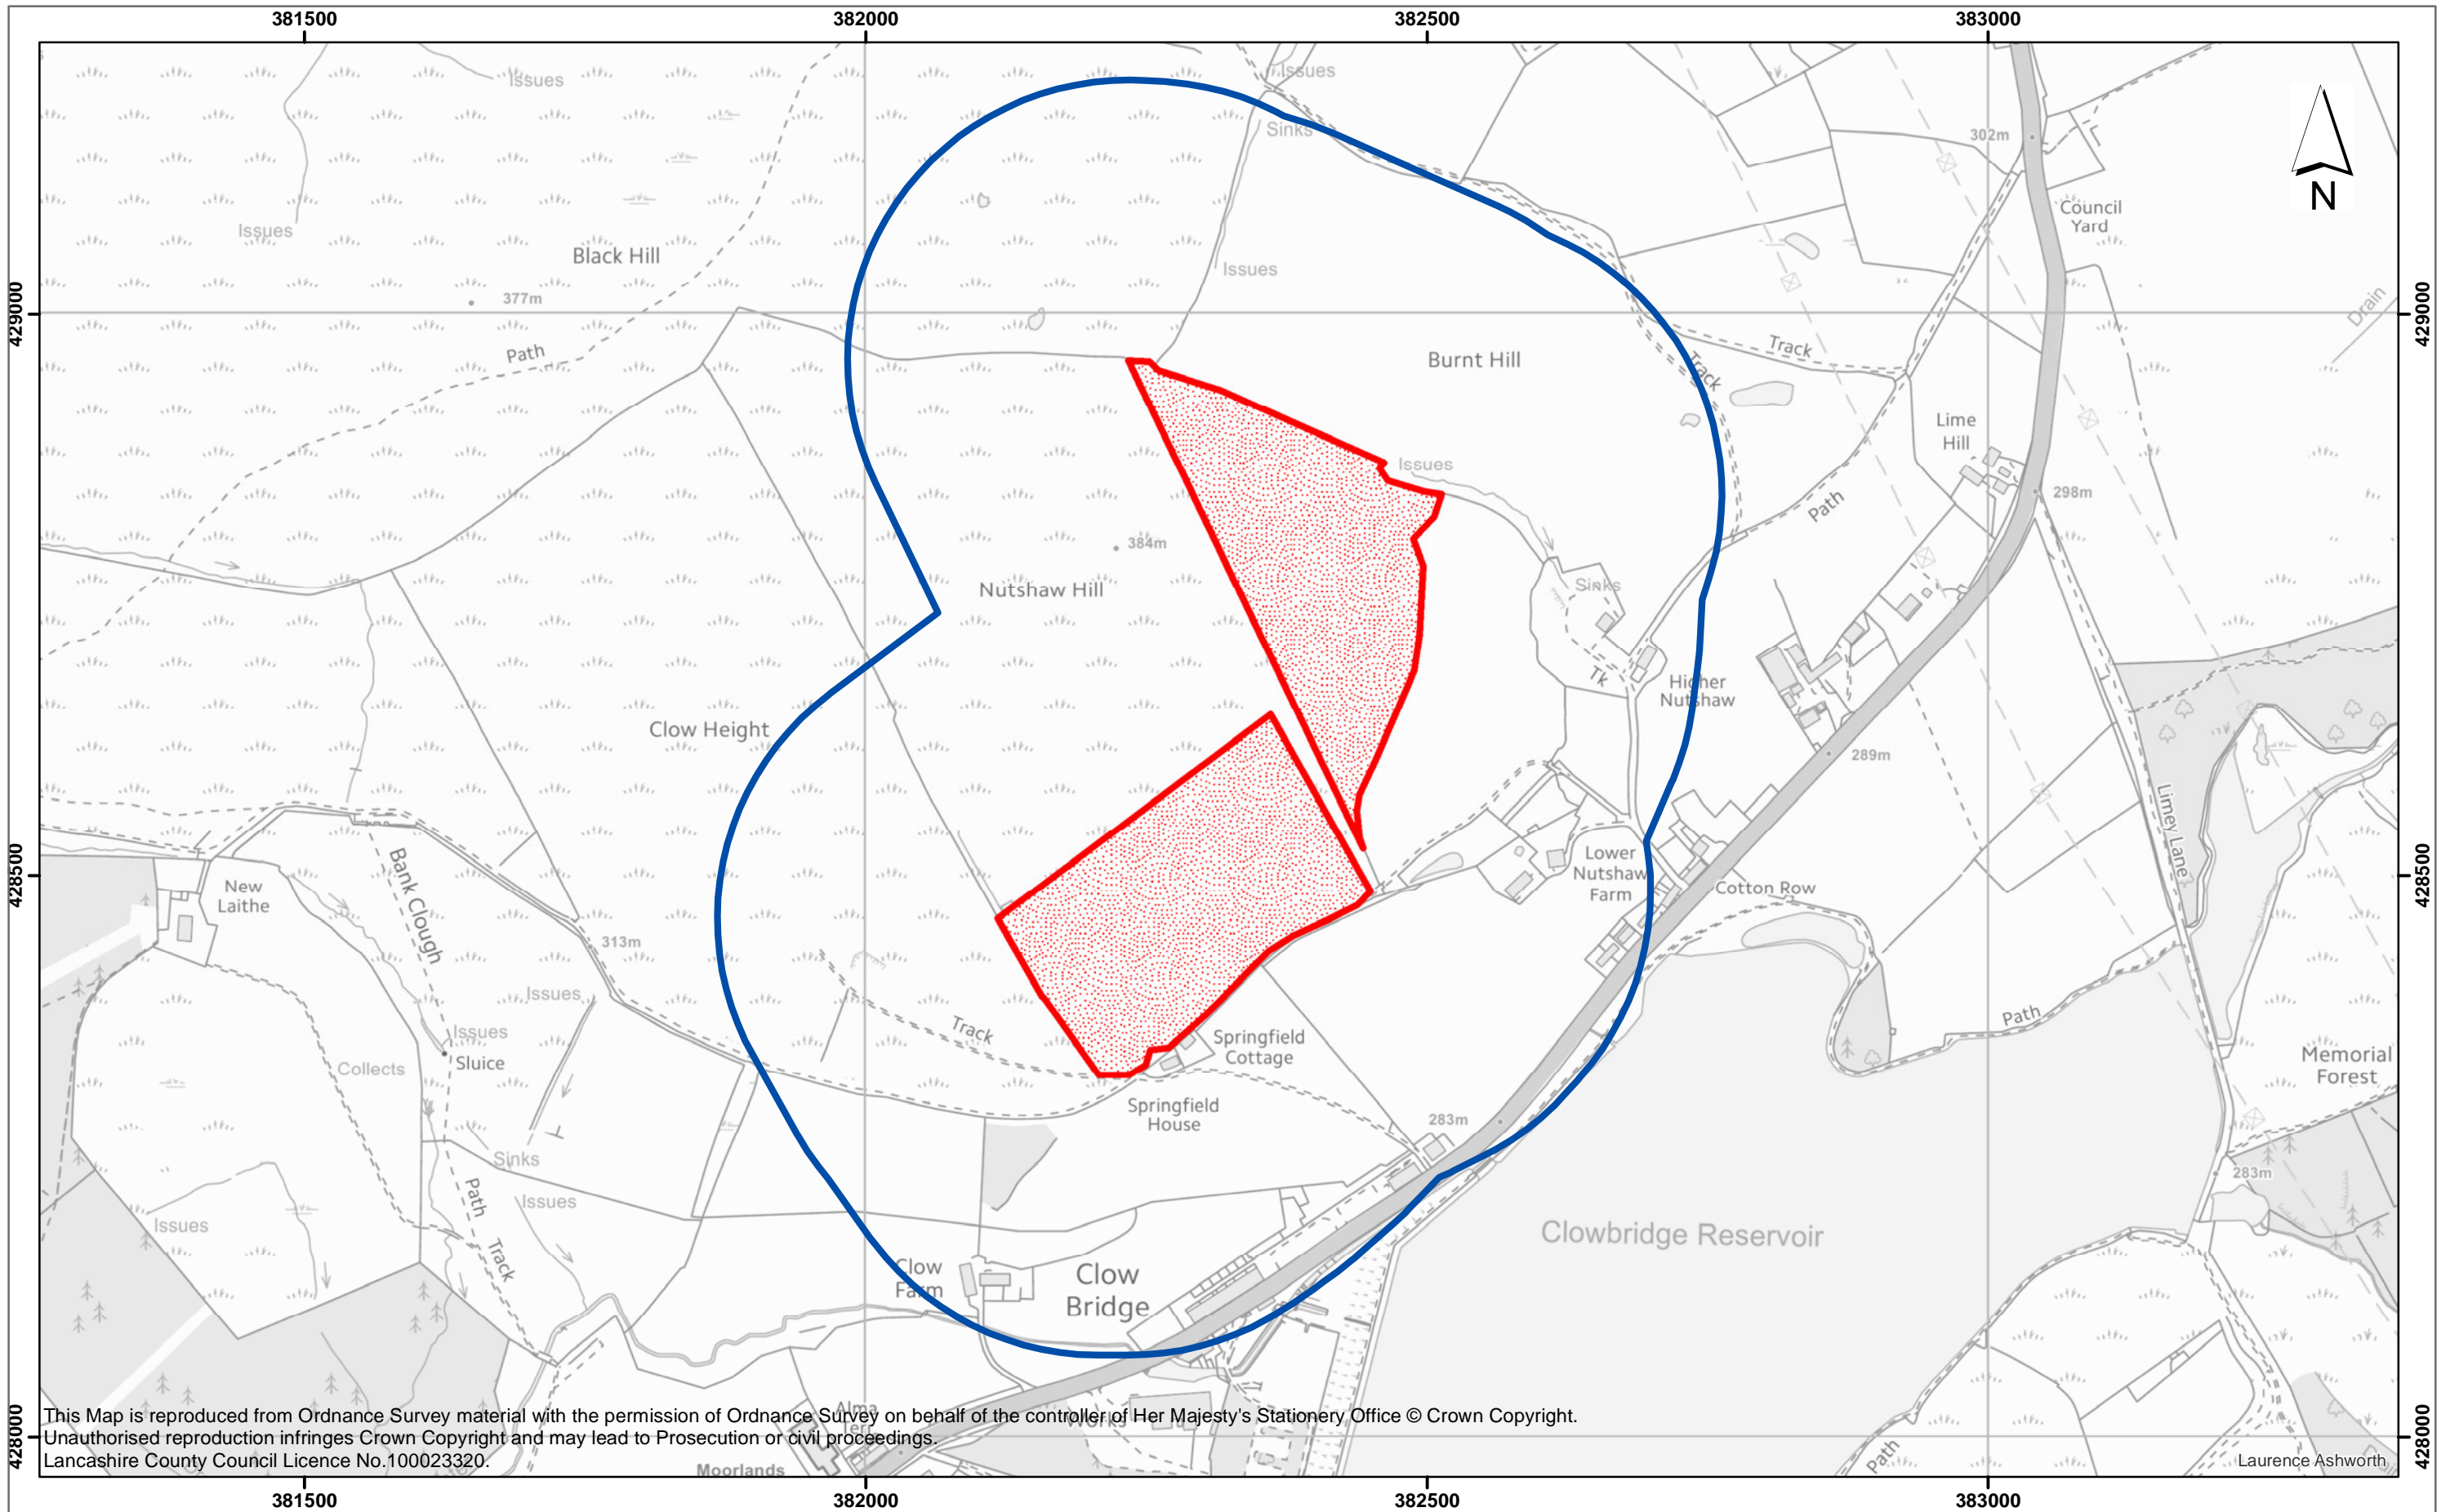 381500
382000
382500
383000
Issues
Issues
Sinks
302m
N
Council
Yard
Issues
Black Hill
Issues
377m
429000
429000
Drain
Path
Track
Track
Burnt Hill
Lime
Hill
Issues
298m
Path
384m
Nutshaw Hill
Sinks
Tk
Higher
Nutshaw
Clow Height
289m
Limey Lane
428500
428500
Bank Clough
New
Laithe
Lower
Nutshaw
Farm
Cotton Row
313m
Issues
Track
Path
Issues
Sluice
Collects
Springfield
Cottage
Memorial
Forest
Springfield
House
283m
Sinks
283m
Path
Issues
Issues
Track
Clowbridge Reservoir
Clow
Farm
Clow
Bridge
Alma
Terr
Works
This Map is reproduced from Ordnance Survey material with the permission of Ordnance Survey on behalf of the controller of Her Majesty's Stationery Office © Crown Copyright.
Unauthorised reproduction infringes Crown Copyright and may lead to Prosecution or civil proceedings.
Lancashire County Council Licence No.100023320.
428000
428000
Path
Moorlands
Laurence Ashworth
381500
382000
382500
383000